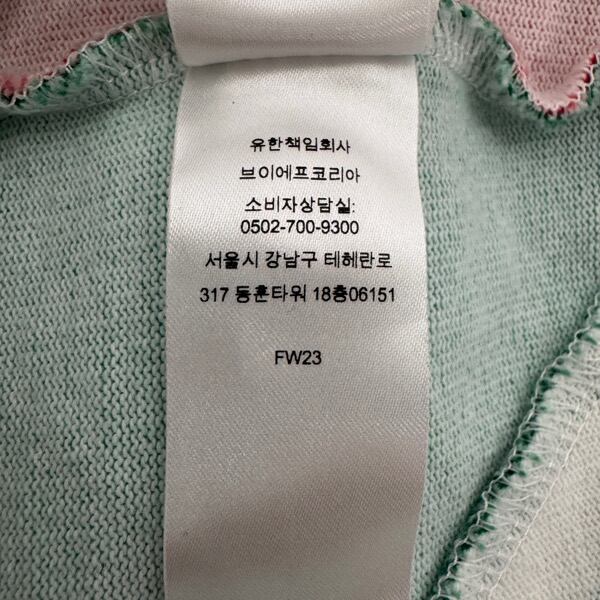 유한책임회사
브이에프코리아
소비자상담실:
0502-700-9300
서울시 강남구 테헤란로
317 동훈타워 18층06151
FW23